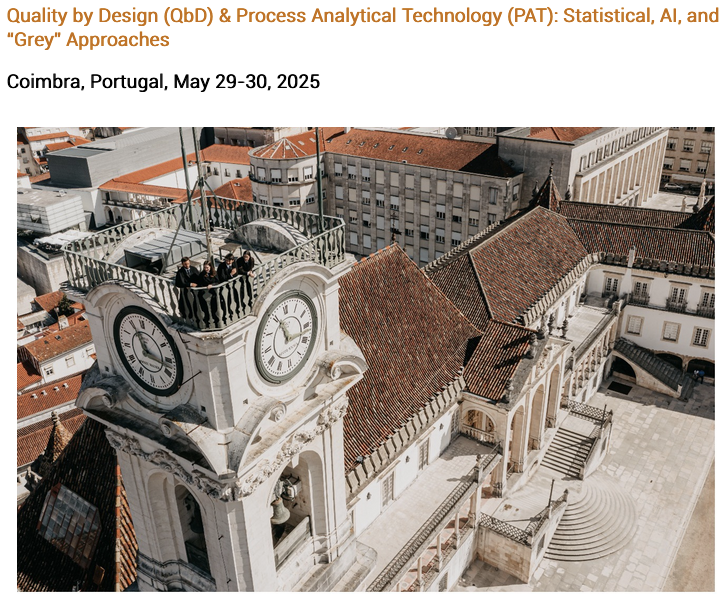 Quality by Design (QbD) & Process Analytical Technology (PAT): Statistical, AI, and
“Grey” Approaches
Coimbra, Portugal, May 29-30, 2025